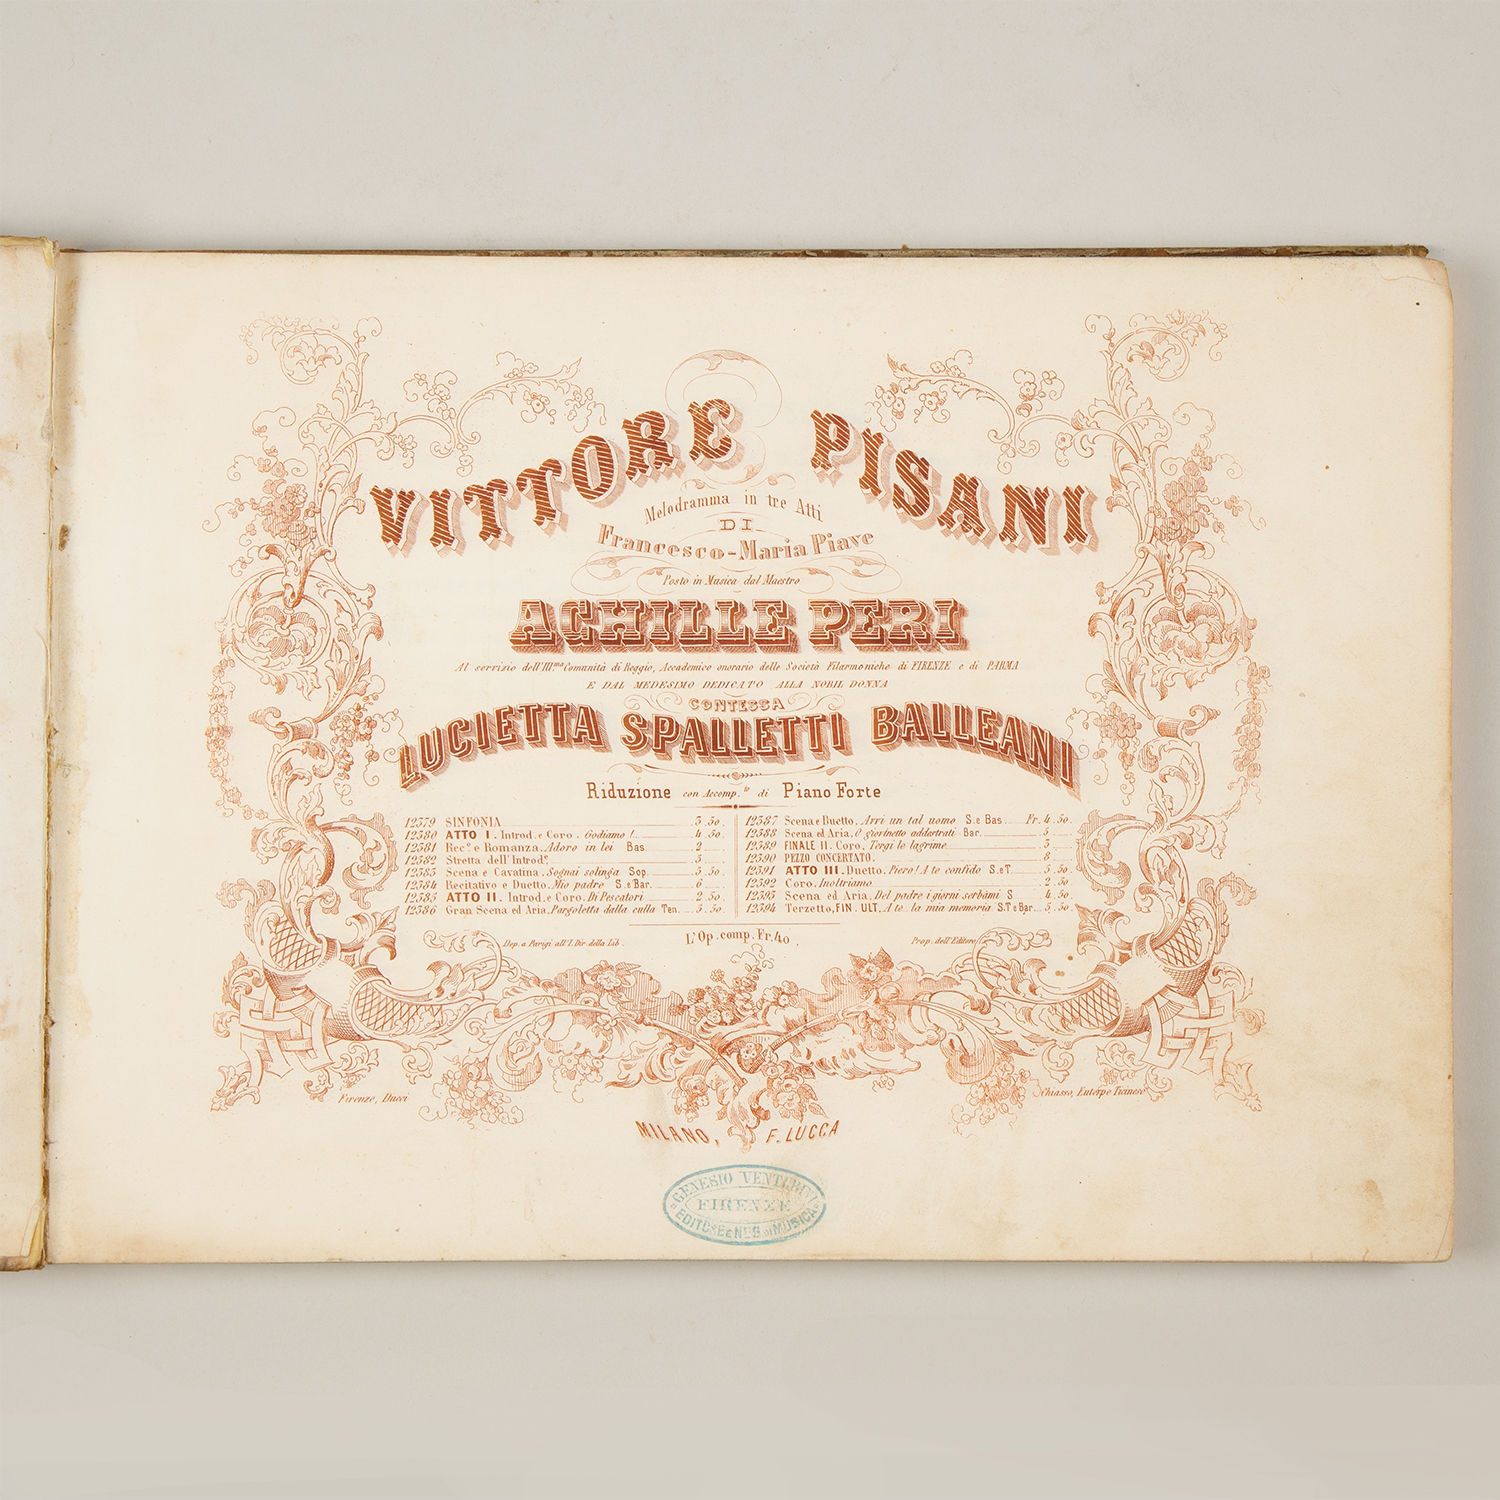 VITTORE PISANI
Melodramma in tre Atti
DI
Francesco-Maria Piave
Posto in Musica dal Maestro
ACHILLE PERI
Al servizio dell'Ill.ma Comunità di Reggio, Accademico onorario delle Società Filarmoniche di FIRENZE e di PARMA
E DAL MEDESIMO DEDICATO ALLA NOBIL DONNA
CONTESSA
LUCIETTA SPALLETTI BALLEANI
Riduzione con Accomp.to di Piano Forte
12379 SINFONIA 3.50.
12380 ATTO I. Introd. e Coro. Godiamo! 4.50.
12381 Rec.o e Romanza. Adoro in lei Bas. 2
12382 Stretta dell'Introd.e 5
12383 Scena e Cavatina. Sognai solinga Sop. 5.50.
12384 Recitativo e Duetto. Mio padre S. e Bar. 6
12385 ATTO II. Introd. e Coro. Di Pescatori 2.50.
12386 Gran Scena ed Aria. Pargoletta dalla culla Ten. 5.50.
12387 Scena e Duetto. Avvi un tal uomo S. e Bas. Fr. 4.50.
12388 Scena ed Aria. O giovinetto addestrati Bar. 5
12389 FINALE II. Coro. Tergi le lagrime 3
12390 PEZZO CONCERTATO. 8
12391 ATTO III. Duetto. Piero! A te confido S. e T. 5.50.
12392 Coro. Inoltriamo 2.50
12393 Scena ed Aria. Del padre i giorni serbami S. 4.50.
12394 Terzetto, FIN. ULT. A te la mia memoria S. T e Bar. 5.50.
L'Op. comp. Fr. 40.
Dep. a Parigi all'I. Dir. della Lib.
Prop. dell'Editore
Firenze, Ducci
Chiasso, Euterpe Ticinese
MILANO, F. LUCCA
GENESIO VENTURINI
FIRENZE
EDITORE E NEG. DI MUSICA